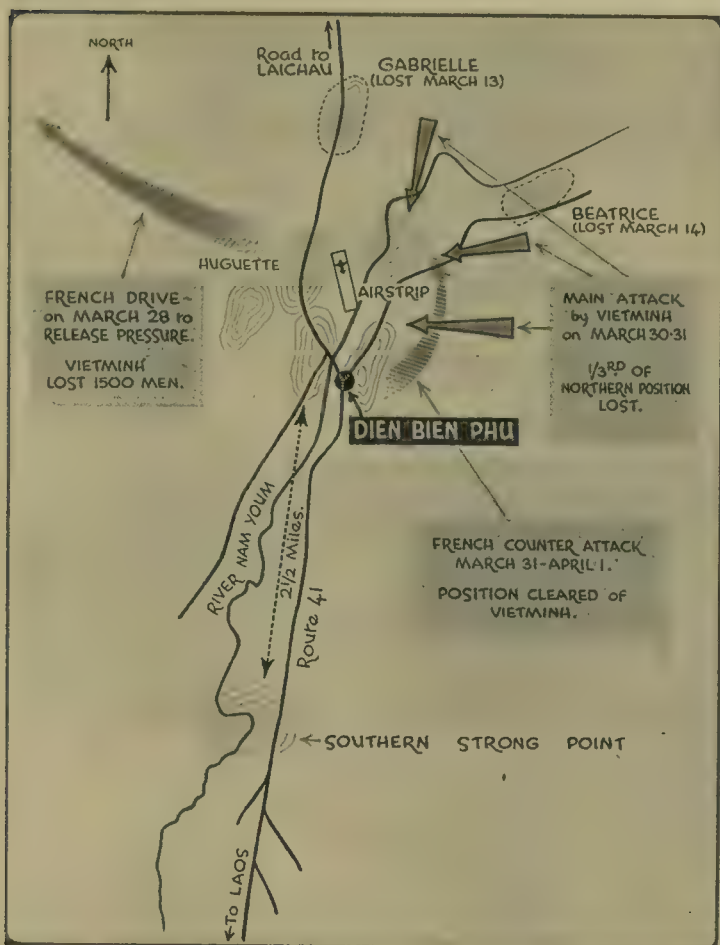 NORTH
Road to
LAICHAU
GABRIELLE
(LOST MARCH 13)
BEATRICE
(LOST MARCH 14)
HUGUETTE
AIRSTRIP
FRENCH DRIVE~
on MARCH 28 to
RELEASE PRESSURE.
VIETMINH
LOST 1500 MEN.
MAIN ATTACK
by VIETMINH
on MARCH 30·31
1/3RD OF
NORTHERN POSITION
LOST.
DIEN BIEN PHU
RIVER NAM YOUM
2 1/2 Miles.
Route 41
FRENCH COUNTER ATTACK
MARCH 31-APRIL·1.
POSITION CLEARED OF
VIETMINH.
SOUTHERN STRONG POINT
TO LAOS